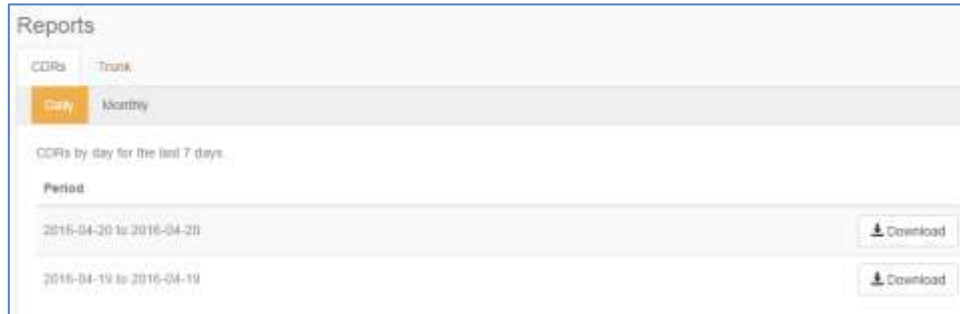 Reports
CDRs Trunk
Daily Monthly
CDRs by day for the last 7 days.
Period
2016-04-20 to 2016-04-20 Download
2016-04-19 to 2016-04-19 Download